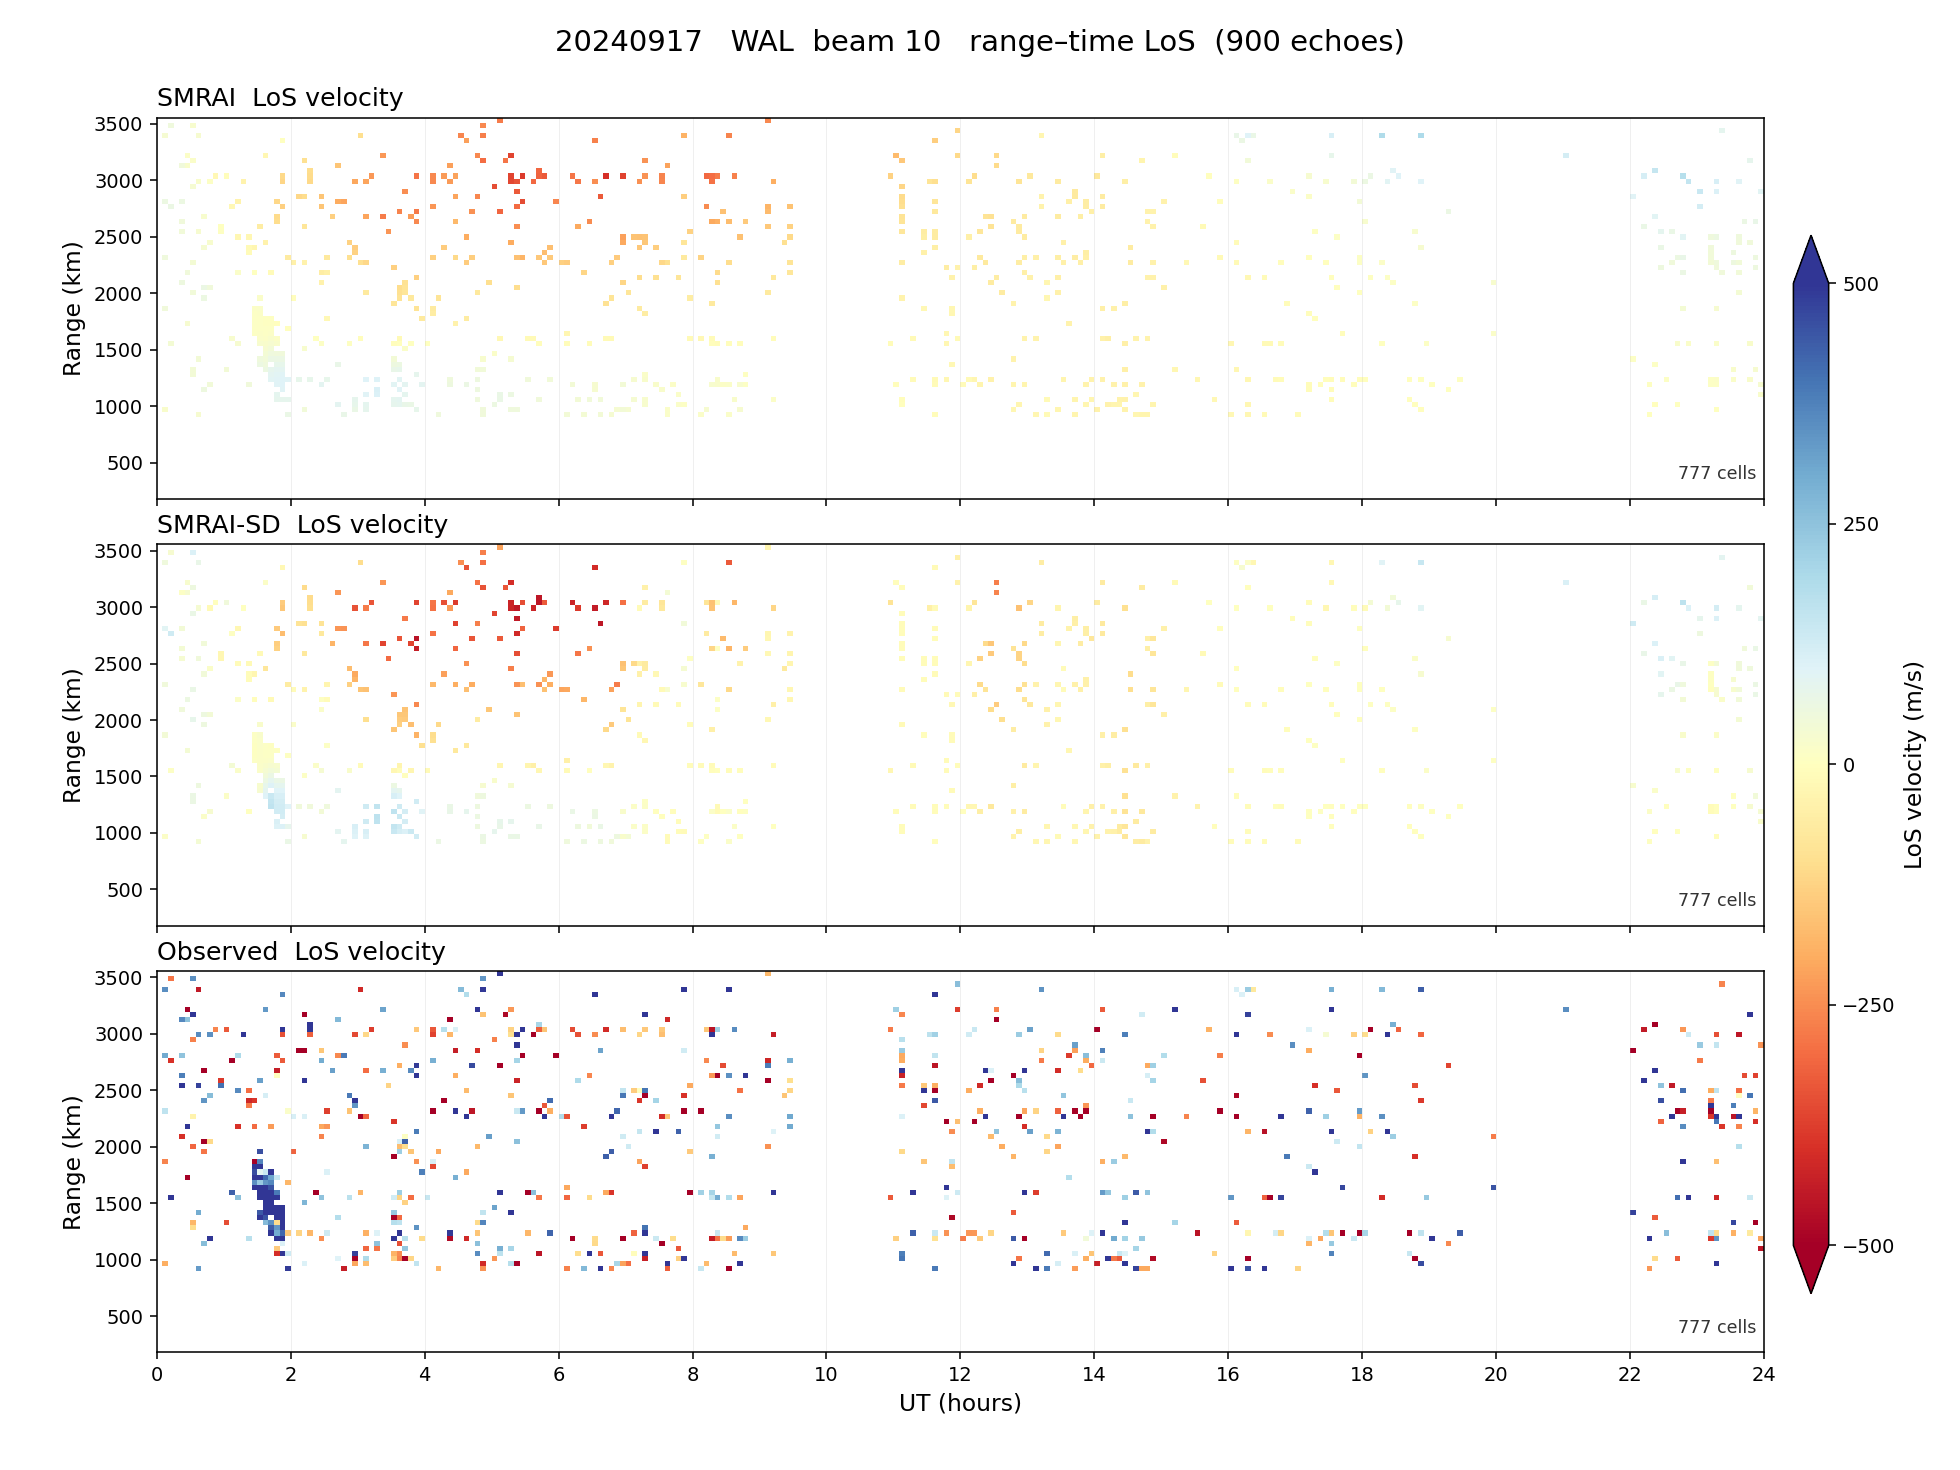 20240917   WAL  beam 10   range–time LoS  (900 echoes)
SMRAI  LoS velocity
3500
3000
2500
2000
1500
1000
500
Range (km)
777 cells
SMRAI-SD  LoS velocity
3500
3000
2500
2000
1500
1000
500
Range (km)
777 cells
Observed  LoS velocity
3500
3000
2500
2000
1500
1000
500
Range (km)
777 cells
0 2 4 6 8 10 12 14 16 18 20 22 24
UT (hours)
500
250
0
−250
−500
LoS velocity (m/s)